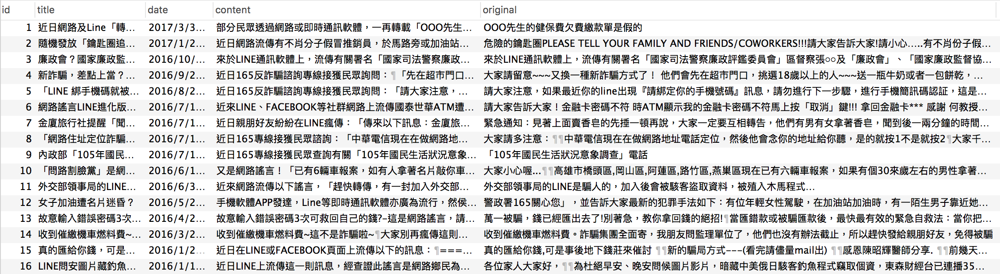 id title date content original
1 近日網路及Line「轉… 2017/3/3… 部分民眾透過網路或即時通訊軟體，一再轉載「OOO先生… OOO先生的健保費欠費繳款單是假的
2 隨機發放「鑰匙圈追… 2017/1/2… 近日網路流傳有不肖分子假冒推銷員，於馬路旁或加油站… 危險的鑰匙圈PLEASE TELL YOUR FAMILY AND FRIENDS/COWORKERS!!!請大家告訴大家!請小心…..有不肖份子假…
3 廉政會？國家廉政監… 2016/10/… 來於LINE通訊軟體上，流傳有關署名「國家司法警察廉政… 來於LINE通訊軟體上，流傳有關署名「國家司法警察廉政評鑑委員會」區督察張○○及「廉政會」、「國家廉政監督協…
4 新詐騙，差點上當？… 2016/9/2… 近日165反詐騙諮詢專線接獲民眾詢問：¶「先在超市門口… 大家請留意~~~又換一種新詐騙方式了！ 他們會先在超市門口，挑選18歲以上的人~~~送一瓶牛奶或者一包餅乾，…
5 「LINE 綁手機碼就被… 2016/8/2… 近日165反詐騙諮詢專線接獲民眾詢問：「請大家注意，… 請大家注意，如果最近你的line出現『請綁定你的手機號碼』訊息，請勿進行下一步驟，進行手機簡訊碼認証，這是…
6 網路謠言LINE進化版… 2016/7/1… 近來LINE、FACEBOOK等社群網路上流傳國泰世華ATM遭… 請大家告訴大家！金融卡密碼不符 時ATM顯示我的金融卡密碼不符馬上按「取消」鍵!!! 拿回金融卡*** 感謝 何教授…
7 金廈旅行社提醒「聞… 2016/7/1… 近日親朋好友紛紛在LINE瘋傳：「傳來以下訊息：金廈旅… 緊急通知：見著上面賣香皂的先捶一頓再說，大家一定要互相轉告，他們有男有女拿著香皂，聞到後一兩分鐘的時間…
8 「網路住址定位詐騙… 2016/7/1… 近日165專線接獲民眾諮詢：「中華電信現在在做網路地… 大家請多注意：¶¶中華電信現在在做網路地址電話定位，然後他會念你的地址給你聽，是的就按1不是就按2¶大家千…
9 內政部「105年國民… 2016/7/1… 近日165專線接獲民眾查詢有關「105年國民生活狀況意象… 「105年國民生活狀況意象調查」電話
10 「問路割臉黨」是網… 2016/6/1… 又是網路謠言！「已有6輛車報案，如有人拿著名片敲你車… 大家小心喔...¶¶高雄市橋頭區,岡山區,阿蓮區,路竹區,燕巢區現在已有六輛車報案，如果有個30來歲左右的男性拿著…
11 外交部領事局的LINE… 2016/6/3… 近來網路流傳以下謠言，「趕快轉傳，有一封加入外交部… 外交部領事局的LINE是騙人的，加入後會被駭客盜取資料，被殖入木馬程式…
12 女子加油遭名片迷昏？ 2016/5/2… 手機軟體APP發達，Line等即時通訊軟體亦廣為流行，然侯… 警政署165關心您」，並告訴大家最新的犯罪手法如下：有位年輕女性駕駛，在加油站加油時，有一陌生男子靠近她…
13 故意輸入錯誤密碼3次… 2016/4/2… 故意輸入錯誤密碼3次可救回自己的錢?–這是網路謠言，請… 萬一被騙，錢已經匯出去了!別著急，教你拿回錢的絕招!¶當匯錯款或被騙匯款後，最快最有效的緊急自救法：當你把…
14 收到催繳機車燃料費~… 2016/3/2… 收到催繳機車燃料費~這不是詐騙啦~¶大家別再瘋傳這則… 收到催繳機車燃料費。詐騙集團全面寄，我朋友問監理單位了，他們也沒有辦法截止，所以趕快發給親朋好友，免得被騙
15 真的匯給你錢，可是… 2016/1/2… 近日在LINE或FACEBOOK頁面上流傳以下的訊息：¶===… 真的匯給你錢,可是事後地下錢莊來催討 ¶¶新的騙局方式---(看完請儘量mail出) ¶¶感恩陳昭輝醫師分享. ¶¶前幾天…
16 LINE問安圖片藏釣魚… 2016/1/1… 近日LINE上流傳這一則訊息，經查證此謠言是網路鄉民為… 各位家人大家好，¶¶為杜絕早安、晚安問候圖片影片，暗藏中美俄日駭客釣魚程式竊取個資，東森財經台已連播35…